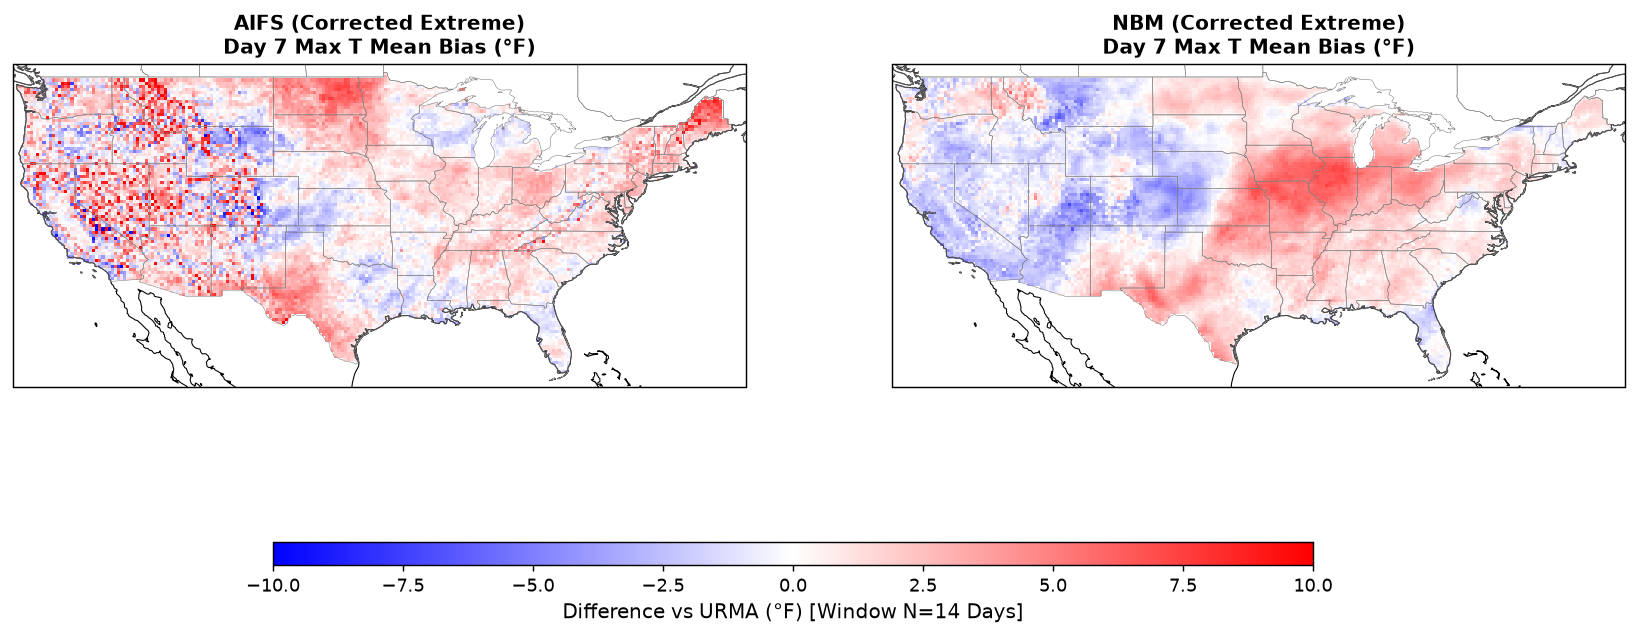 AIFS (Corrected Extreme)
Day 7 Max T Mean Bias (°F)
NBM (Corrected Extreme)
Day 7 Max T Mean Bias (°F)
−10.0 −7.5 −5.0 −2.5 0.0 2.5 5.0 7.5 10.0
Difference vs URMA (°F) [Window N=14 Days]